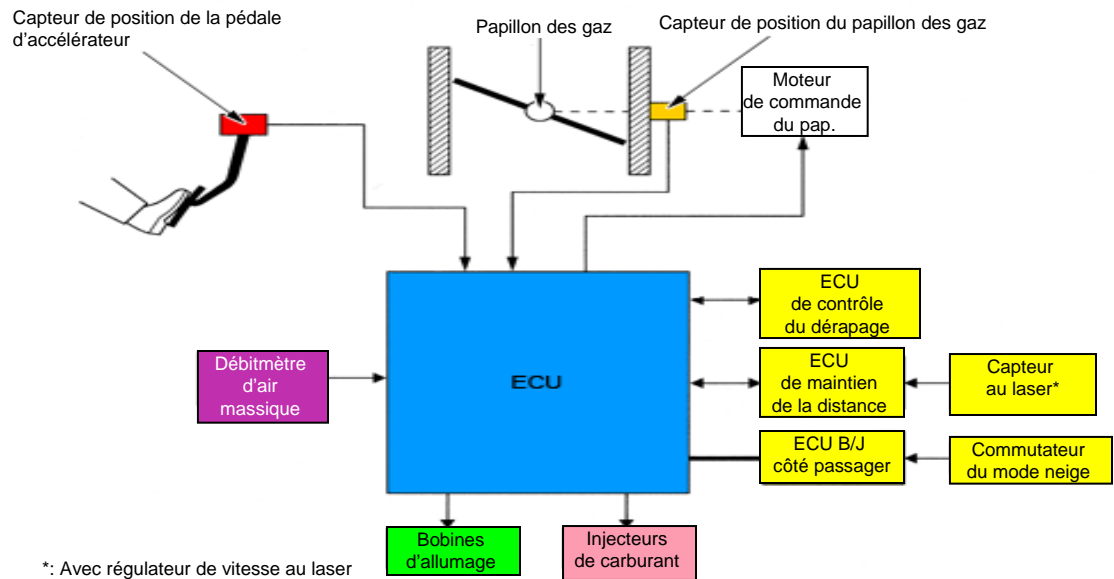 Capteur de position de la pédale
d'accélérateur
Papillon des gaz
Capteur de position du papillon des gaz
Moteur
de commande
du pap.
ECU
de contrôle
du dérapage
Débitmètre
d'air
massique
ECU
ECU
de maintien
de la distance
Capteur
au laser*
ECU B/J
côté passager
Commutateur
du mode neige
Bobines
d'allumage
Injecteurs
de carburant
*: Avec régulateur de vitesse au laser